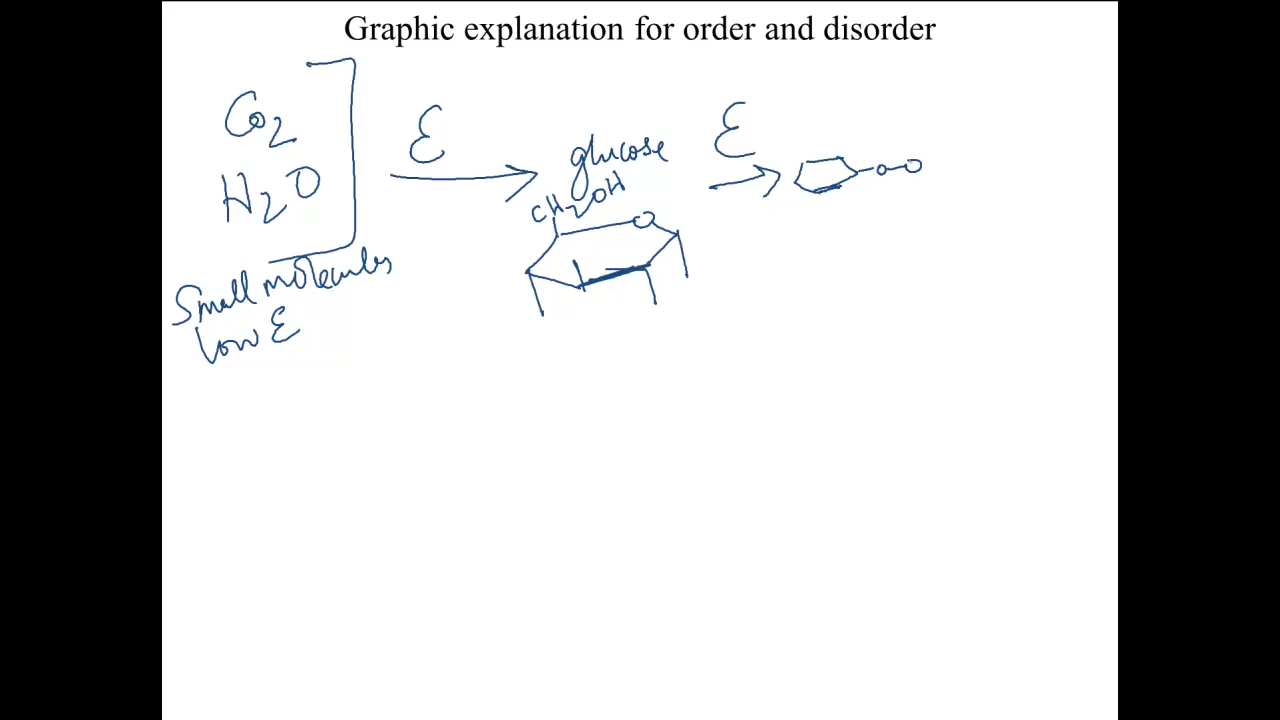 Graphic explanation for order and disorder
CO2
H2O
Small molecules
low E
E
glucose
CH2OH
O
E